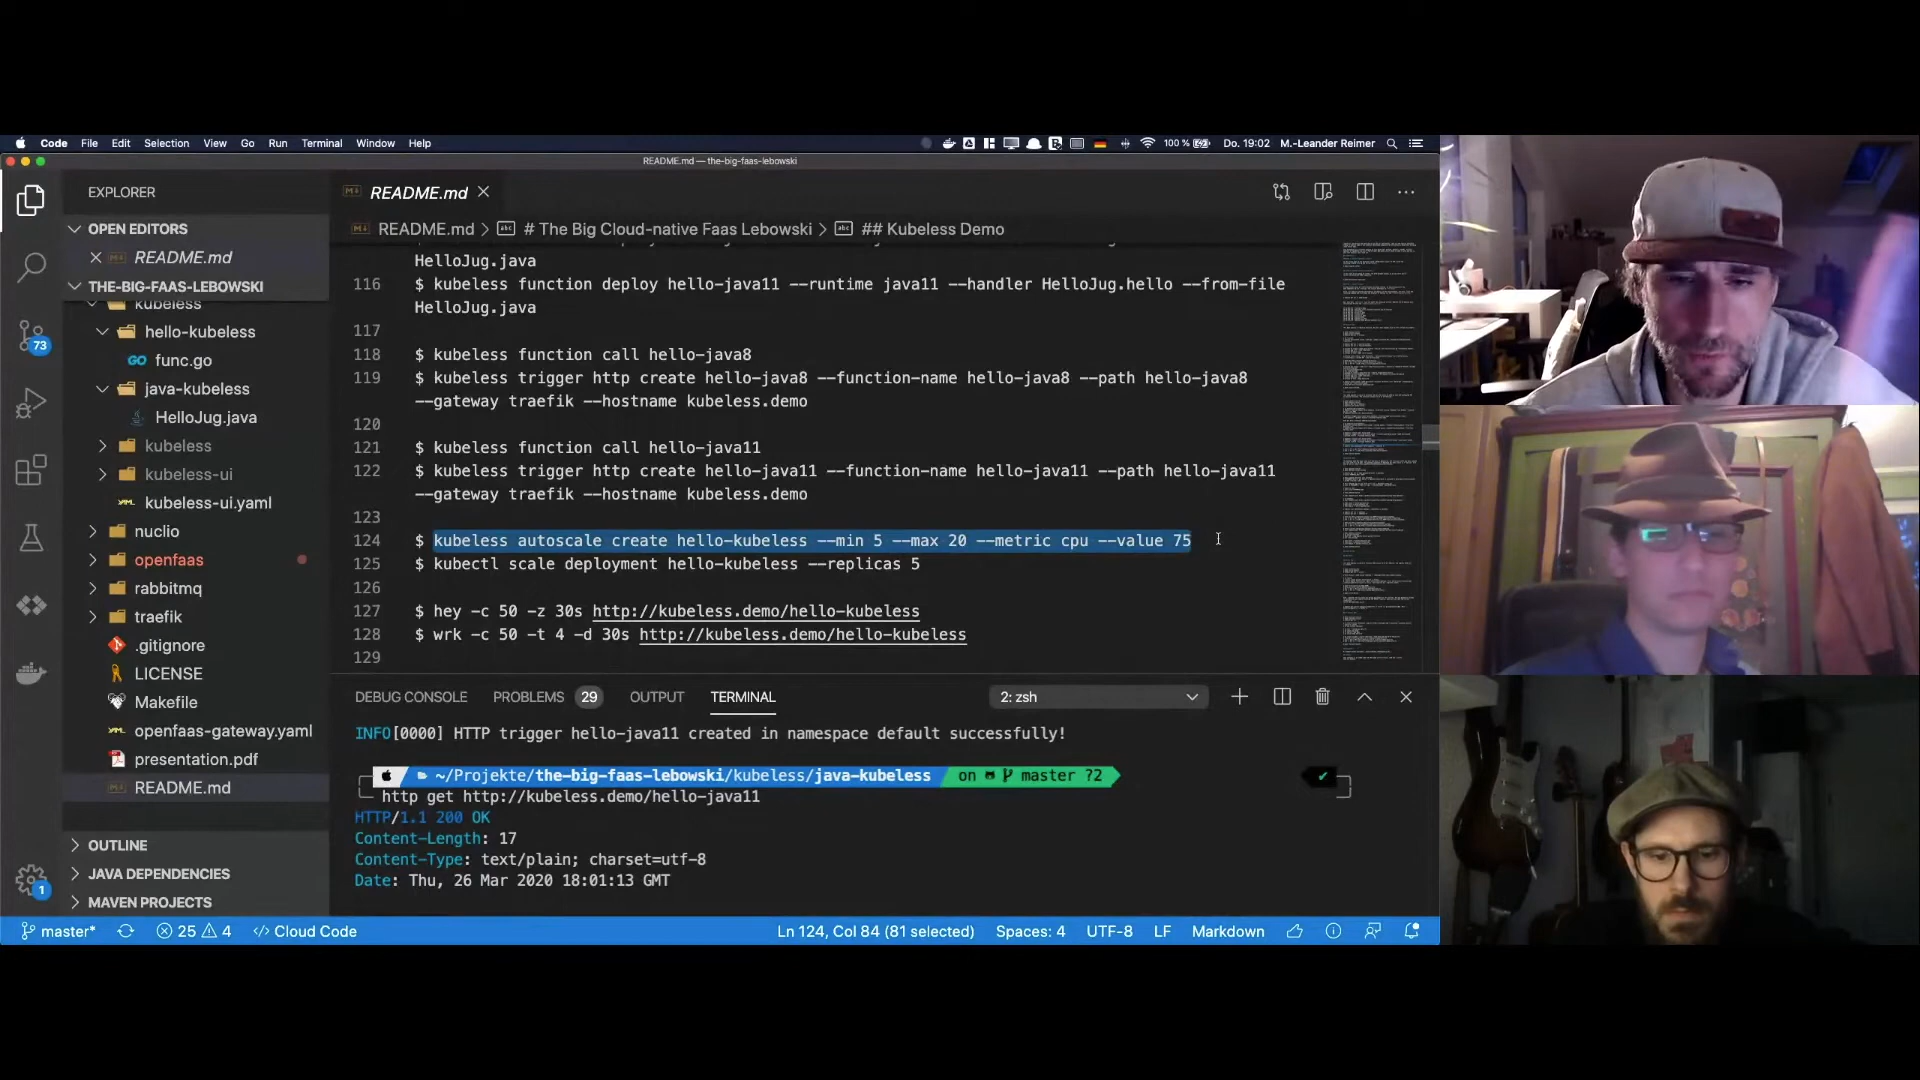 Code File Edit Selection View Go Run Terminal Window Help 100 % Do. 19:02 M.-Leander Reimer
README.md — the-big-faas-lebowski
EXPLORER
README.md
OPEN EDITORS
README.md > # The Big Cloud-native Faas Lebowski > ## Kubeless Demo
README.md
THE-BIG-FAAS-LEBOWSKI
kubeless
hello-kubeless
GO func.go
java-kubeless
HelloJug.java
kubeless
kubeless-ui
kubeless-ui.yaml
nuclio
openfaas
rabbitmq
traefik
.gitignore
LICENSE
Makefile
openfaas-gateway.yaml
presentation.pdf
README.md
OUTLINE
JAVA DEPENDENCIES
MAVEN PROJECTS
73
1
HelloJug.java
116 $ kubeless function deploy hello-java11 --runtime java11 --handler HelloJug.hello --from-file
HelloJug.java
117
118 $ kubeless function call hello-java8
119 $ kubeless trigger http create hello-java8 --function-name hello-java8 --path hello-java8
--gateway traefik --hostname kubeless.demo
120
121 $ kubeless function call hello-java11
122 $ kubeless trigger http create hello-java11 --function-name hello-java11 --path hello-java11
--gateway traefik --hostname kubeless.demo
123
124 $ kubeless autoscale create hello-kubeless --min 5 --max 20 --metric cpu --value 75
125 $ kubectl scale deployment hello-kubeless --replicas 5
126
127 $ hey -c 50 -z 30s http://kubeless.demo/hello-kubeless
128 $ wrk -c 50 -t 4 -d 30s http://kubeless.demo/hello-kubeless
129
DEBUG CONSOLE PROBLEMS 29 OUTPUT TERMINAL 2: zsh
INFO[0000] HTTP trigger hello-java11 created in namespace default successfully!
~/Projekte/the-big-faas-lebowski/kubeless/java-kubeless on master ?2
http get http://kubeless.demo/hello-java11
HTTP/1.1 200 OK
Content-Length: 17
Content-Type: text/plain; charset=utf-8
Date: Thu, 26 Mar 2020 18:01:13 GMT
master* 25 4 Cloud Code Ln 124, Col 84 (81 selected) Spaces: 4 UTF-8 LF Markdown